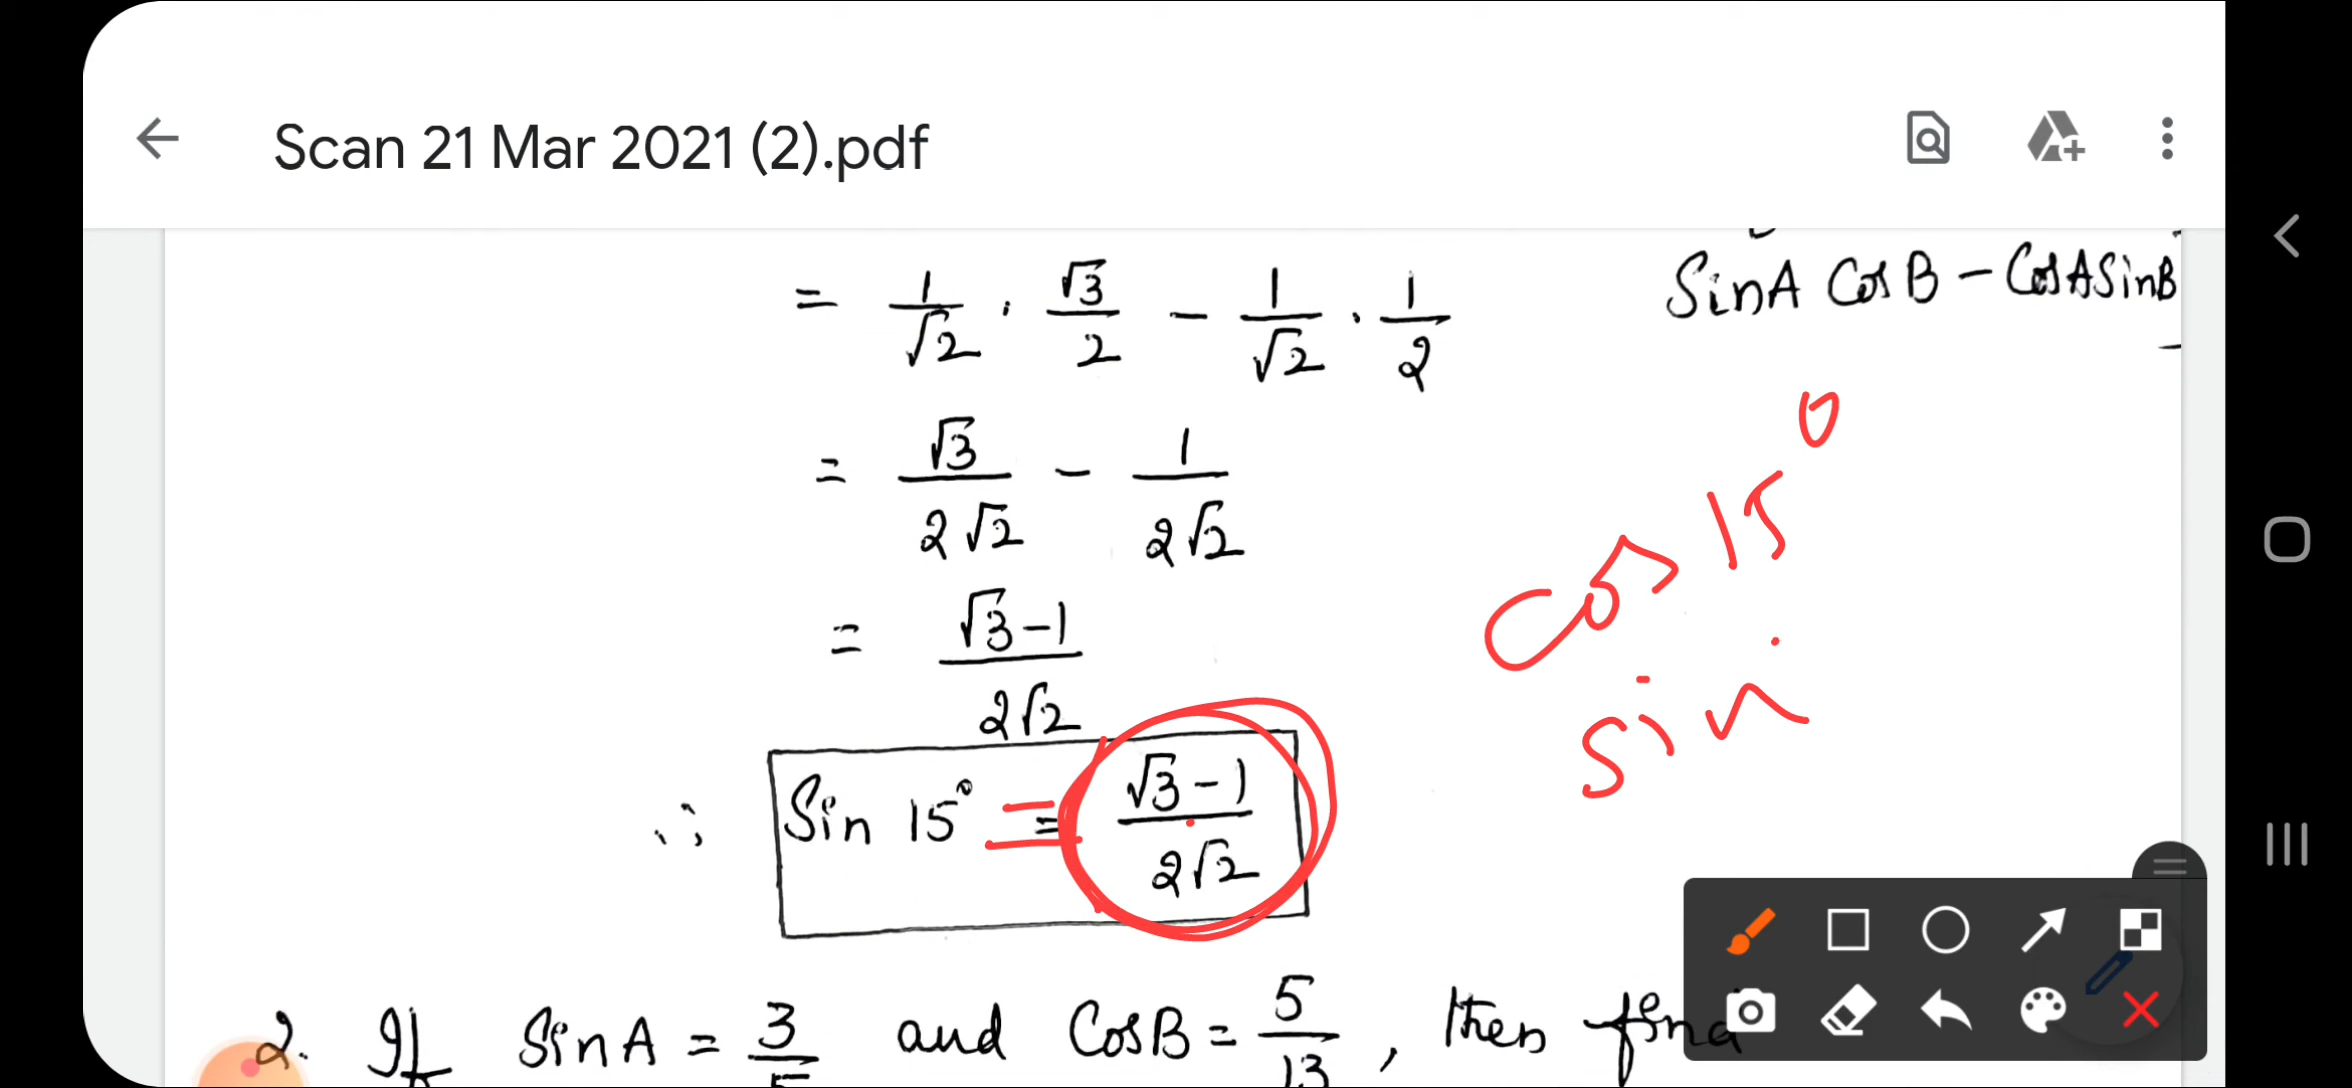 Scan 21 Mar 2021 (2).pdf
SinA CosB - CosASinB
= 1/√2 · √3/2 - 1/√2 · 1/2
= √3/2√2 - 1/2√2
cos 15°
= √3-1/2√2
sin
∴ Sin 15° = √3-1/2√2
2. If SinA = 3/5 and CosB = 5/13, then find